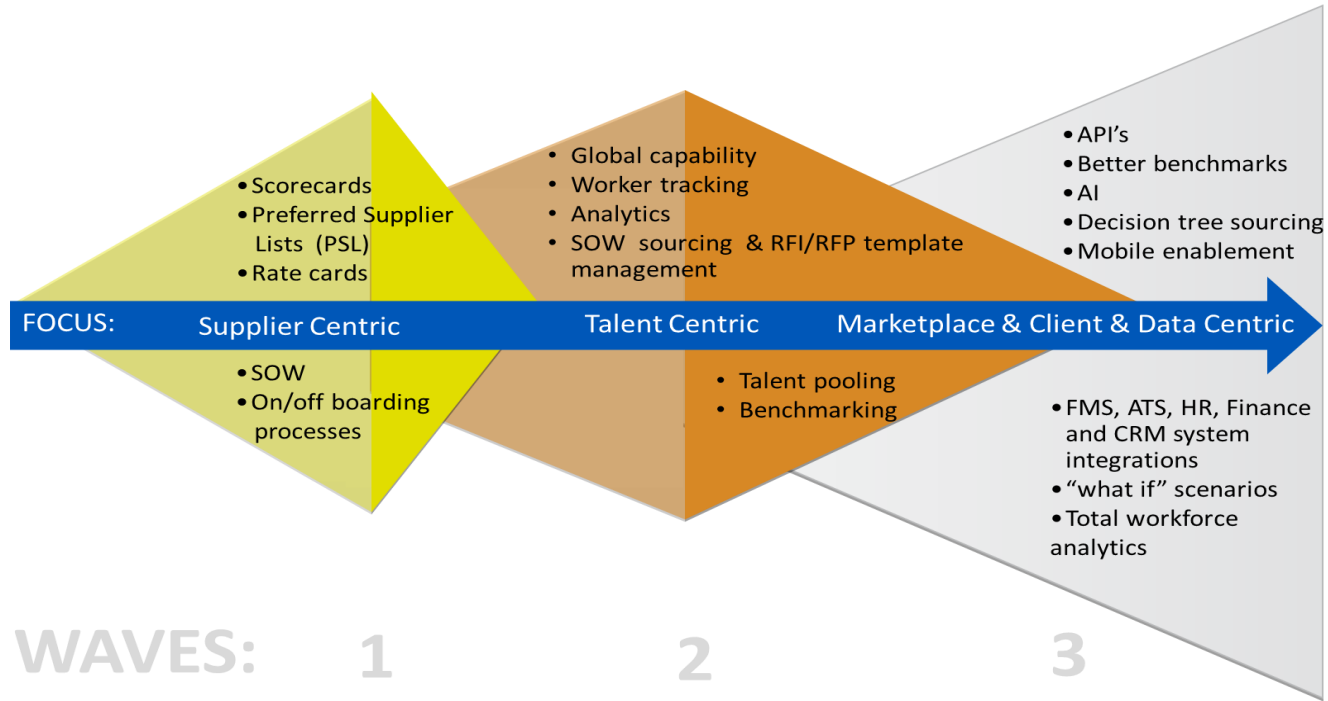 • Scorecards
• Preferred Supplier
Lists (PSL)
• Rate cards
• Global capability
• Worker tracking
• Analytics
• SOW sourcing & RFI/RFP template
management
• API's
• Better benchmarks
• AI
• Decision tree sourcing
• Mobile enablement
FOCUS: Supplier Centric Talent Centric Marketplace & Client & Data Centric
• SOW
• On/off boarding
processes
• Talent pooling
• Benchmarking
• FMS, ATS, HR, Finance
and CRM system
integrations
• “what if” scenarios
• Total workforce
analytics
WAVES: 1 2 3